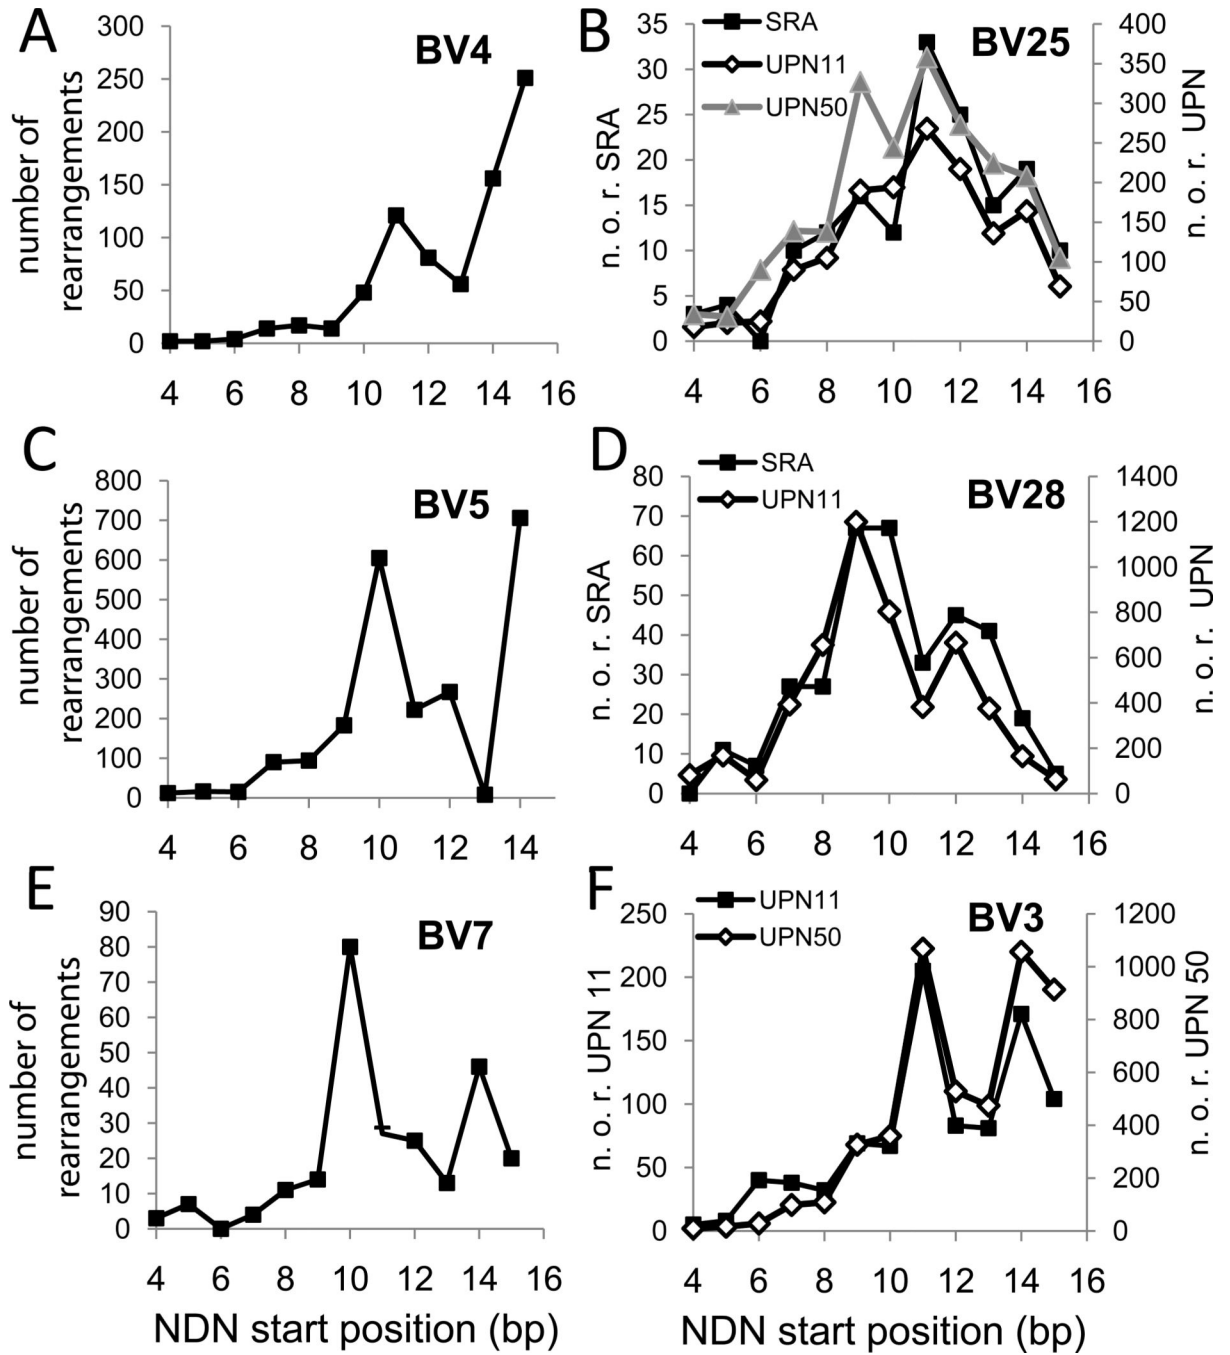 A
BV4
number of
rearrangements
300
250
200
150
100
50
0
4 6 8 10 12 14 16
B
BV25
SRA
UPN11
UPN50
n. o. r. SRA
35
30
25
20
15
10
5
0
n. o. r. UPN
400
350
300
250
200
150
100
50
0
4 6 8 10 12 14 16
C
BV5
number of
rearrangements
800
700
600
500
400
300
200
100
0
4 6 8 10 12 14
D
BV28
SRA
UPN11
n. o. r. SRA
80
70
60
50
40
30
20
10
0
n. o. r. UPN
1400
1200
1000
800
600
400
200
0
4 6 8 10 12 14 16
E
BV7
number of
rearrangements
90
80
70
60
50
40
30
20
10
0
4 6 8 10 12 14 16
NDN start position (bp)
F
BV3
UPN11
UPN50
n. o. r. UPN 11
250
200
150
100
50
0
n. o. r. UPN 50
1200
1000
800
600
400
200
0
4 6 8 10 12 14 16
NDN start position (bp)